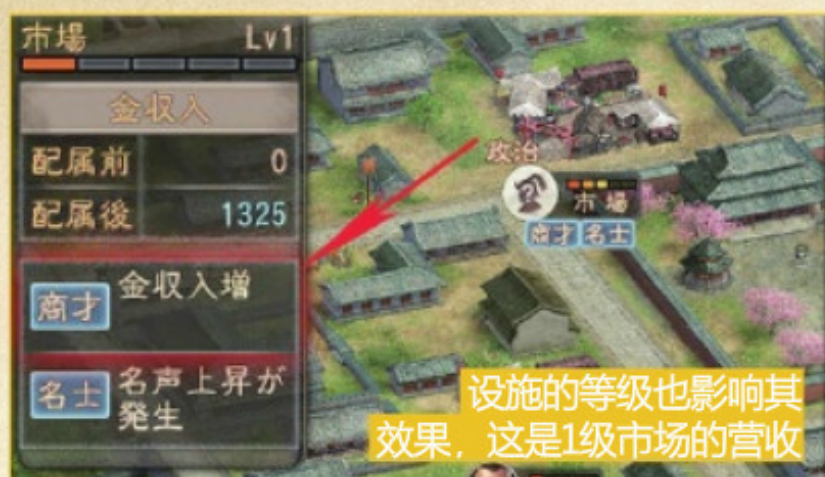 市場 Lv1
金収入
配属前 0
配属後 1325
商才 金収入増
名士 名声上昇が
発生
政治
市場
商才 名士
设施的等级也影响其
效果，这是1级市场的营收